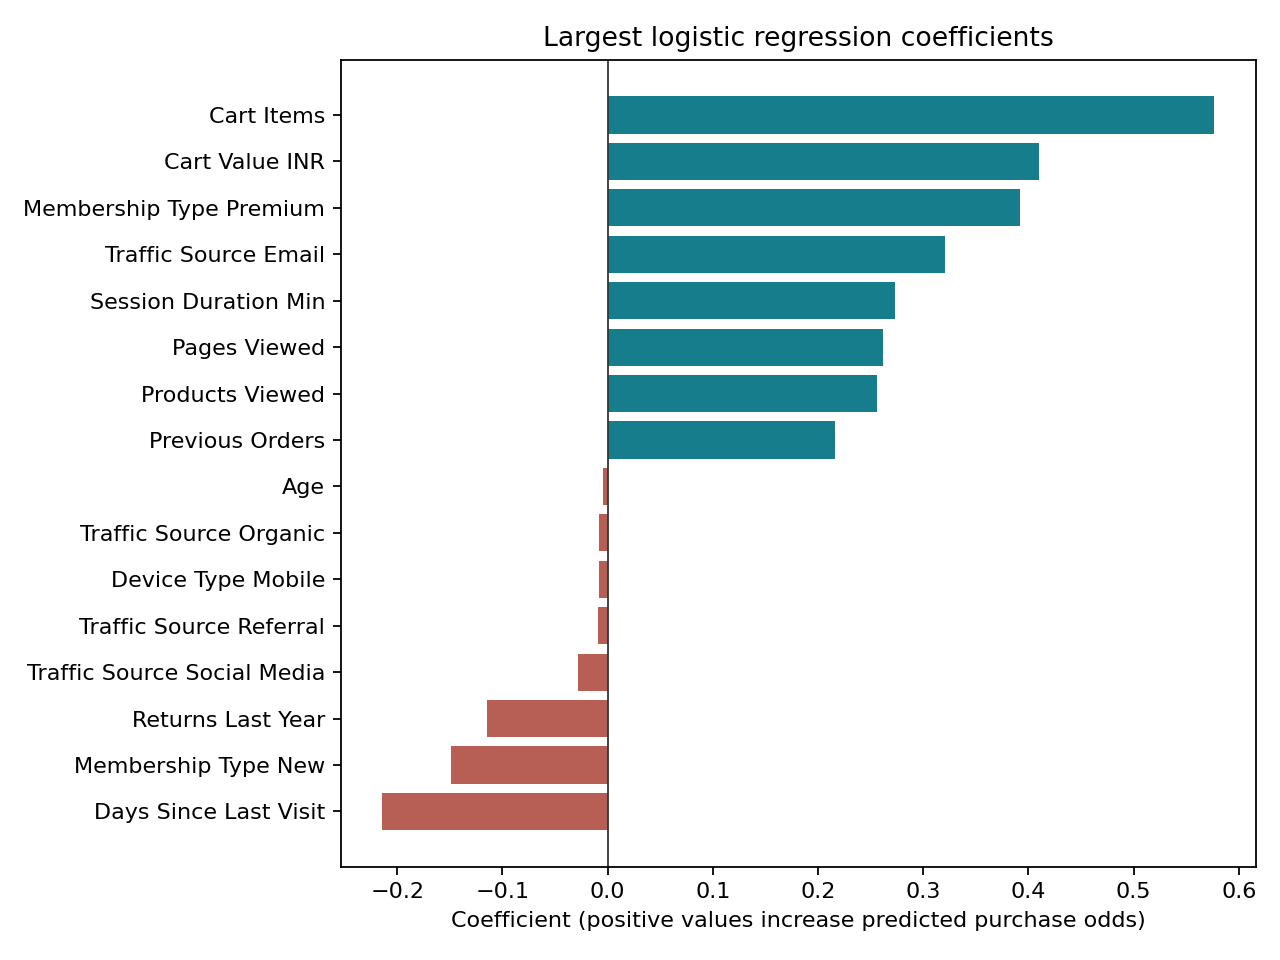 Largest logistic regression coefficients
Cart Items
Cart Value INR
Membership Type Premium
Traffic Source Email
Session Duration Min
Pages Viewed
Products Viewed
Previous Orders
Age
Traffic Source Organic
Device Type Mobile
Traffic Source Referral
Traffic Source Social Media
Returns Last Year
Membership Type New
Days Since Last Visit
−0.2 −0.1 0.0 0.1 0.2 0.3 0.4 0.5 0.6
Coefficient (positive values increase predicted purchase odds)